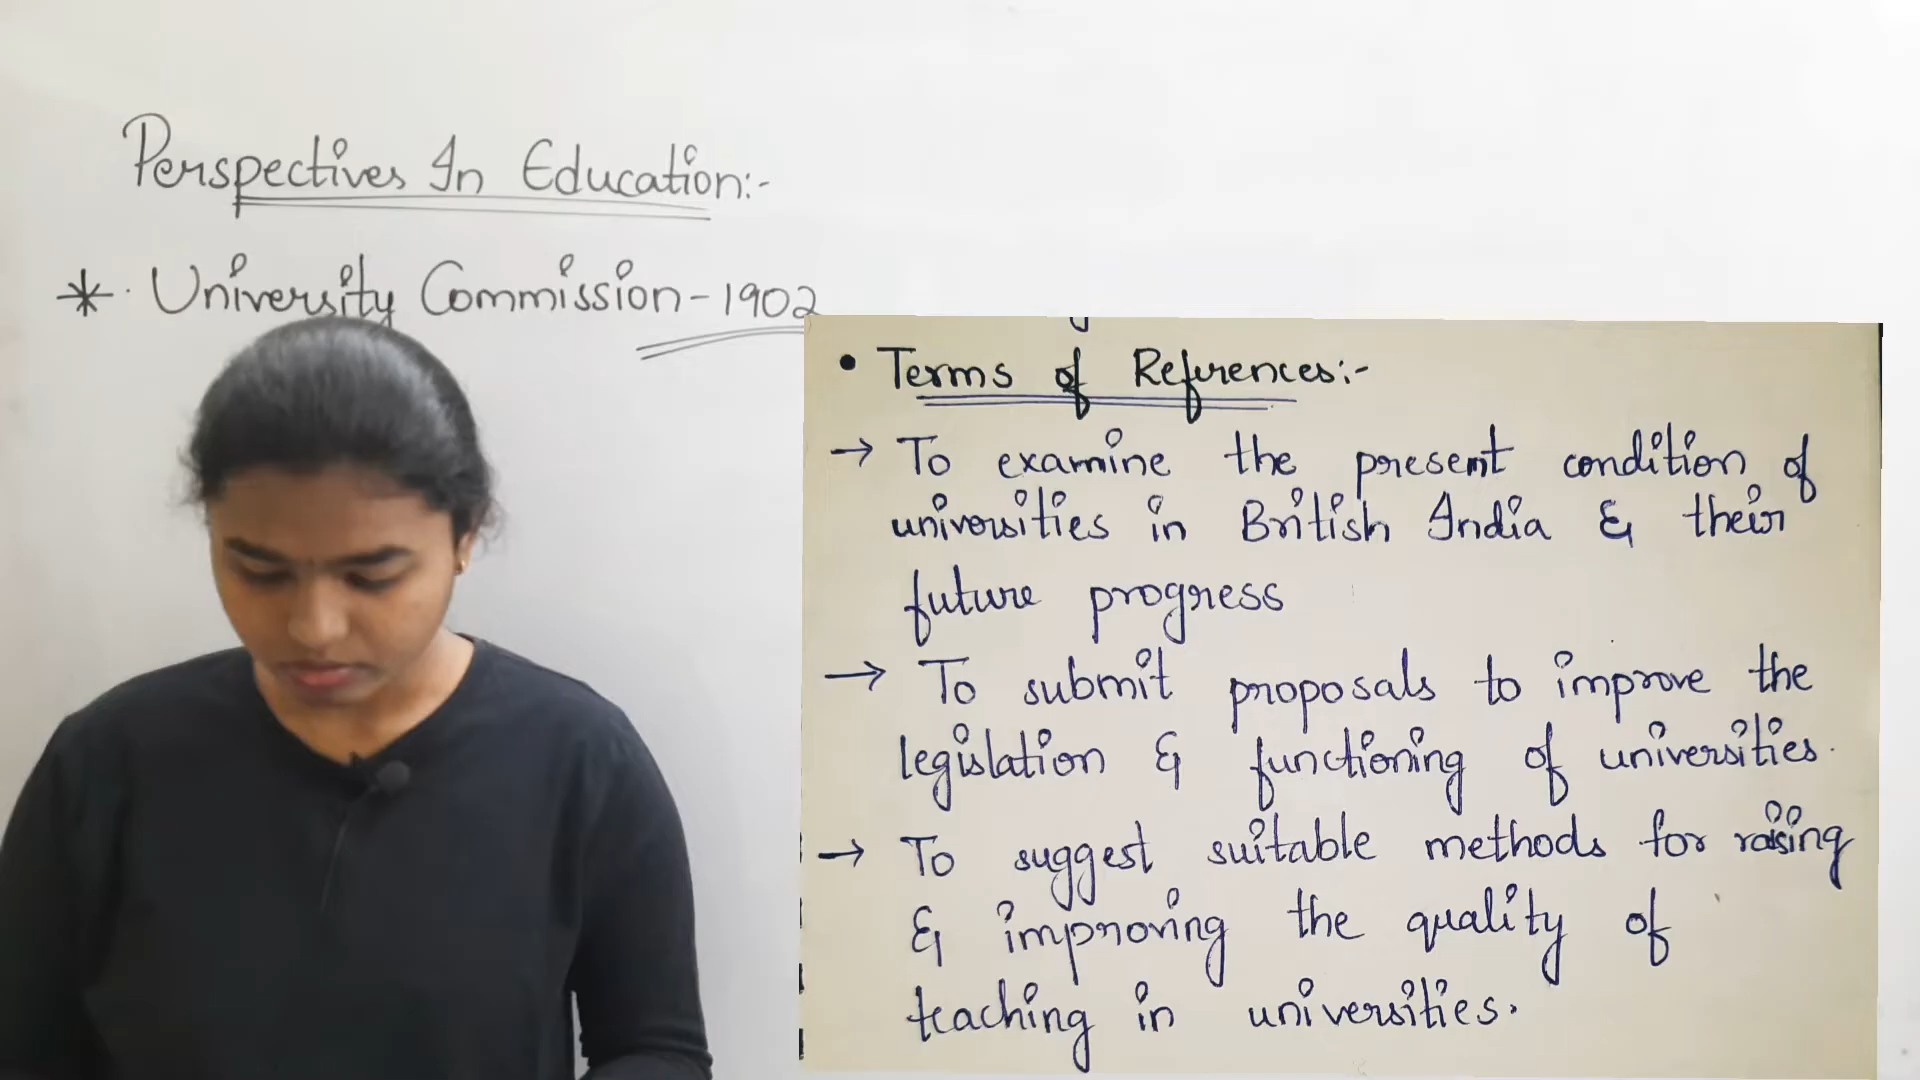 Perspectives In Education:-
* University Commission-1902
• Terms of References:-
→ To examine the present condition of
universities in British India & their
future progress
→ To submit proposals to improve the
legislation & functioning of universities.
→ To suggest suitable methods for raising
& improving the quality of
teaching in universities.